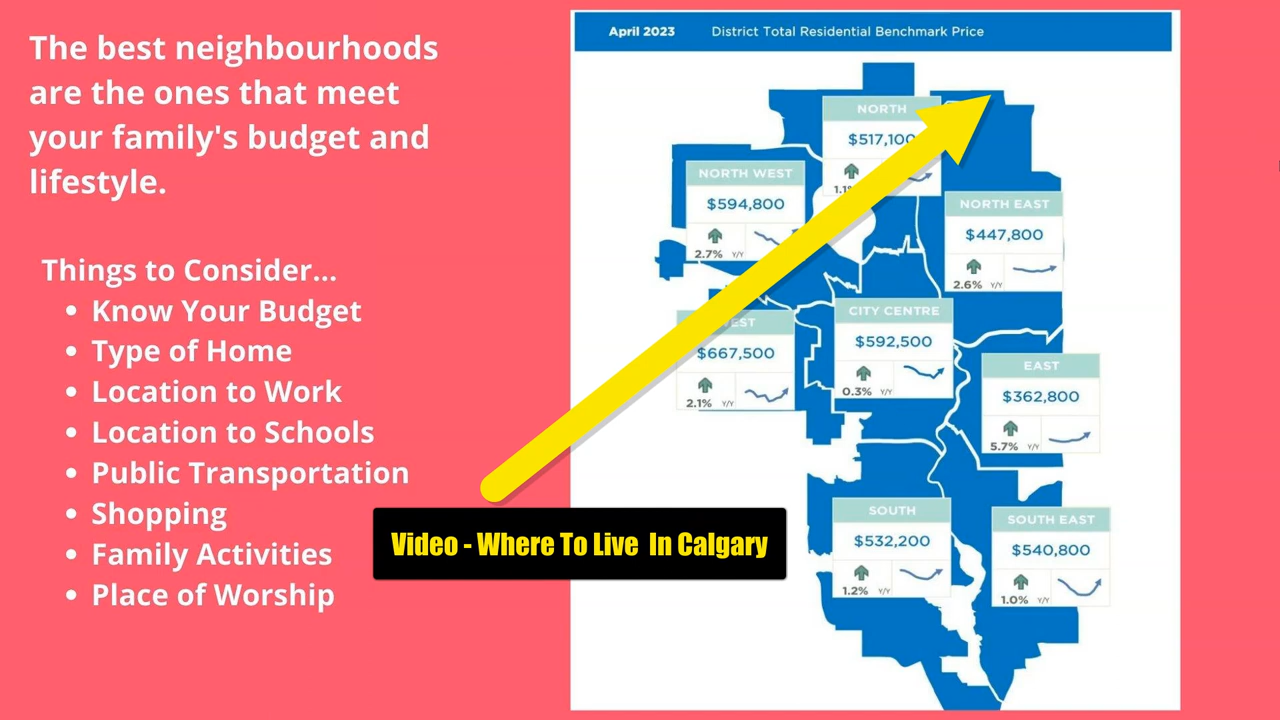 The best neighbourhoods
are the ones that meet
your family's budget and
lifestyle.
Things to Consider...
• Know Your Budget
• Type of Home
• Location to Work
• Location to Schools
• Public Transportation
• Shopping
• Family Activities
• Place of Worship
Video - Where To Live In Calgary
April 2023 District Total Residential Benchmark Price
NORTH
$517,100
NORTH WEST
$594,800
2.7% Y/Y
NORTH EAST
$447,800
2.6% Y/Y
$667,500
2.1% Y/Y
CITY CENTRE
$592,500
0.3% Y/Y
EAST
$362,800
5.7% Y/Y
SOUTH
$532,200
1.2% Y/Y
SOUTH EAST
$540,800
1.0% Y/Y